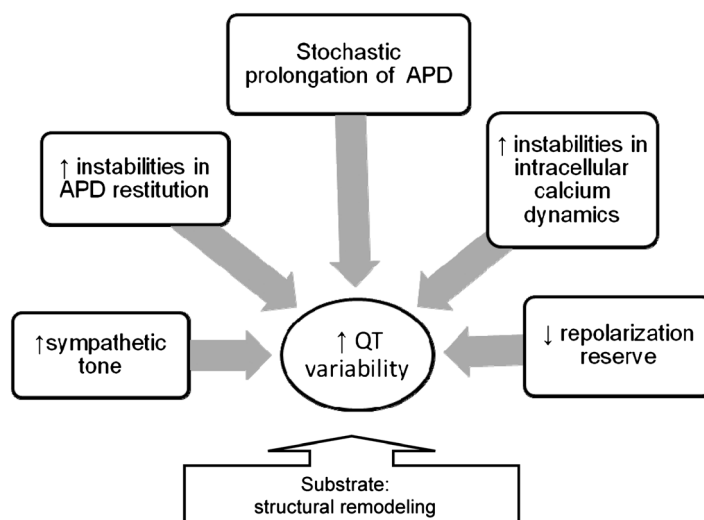 Stochastic
prolongation of APD
↑ instabilities in
APD restitution
↑ instabilities in
intracellular
calcium
dynamics
↑sympathetic
tone
↑ QT
variability
↓ repolarization
reserve
Substrate:
structural remodeling